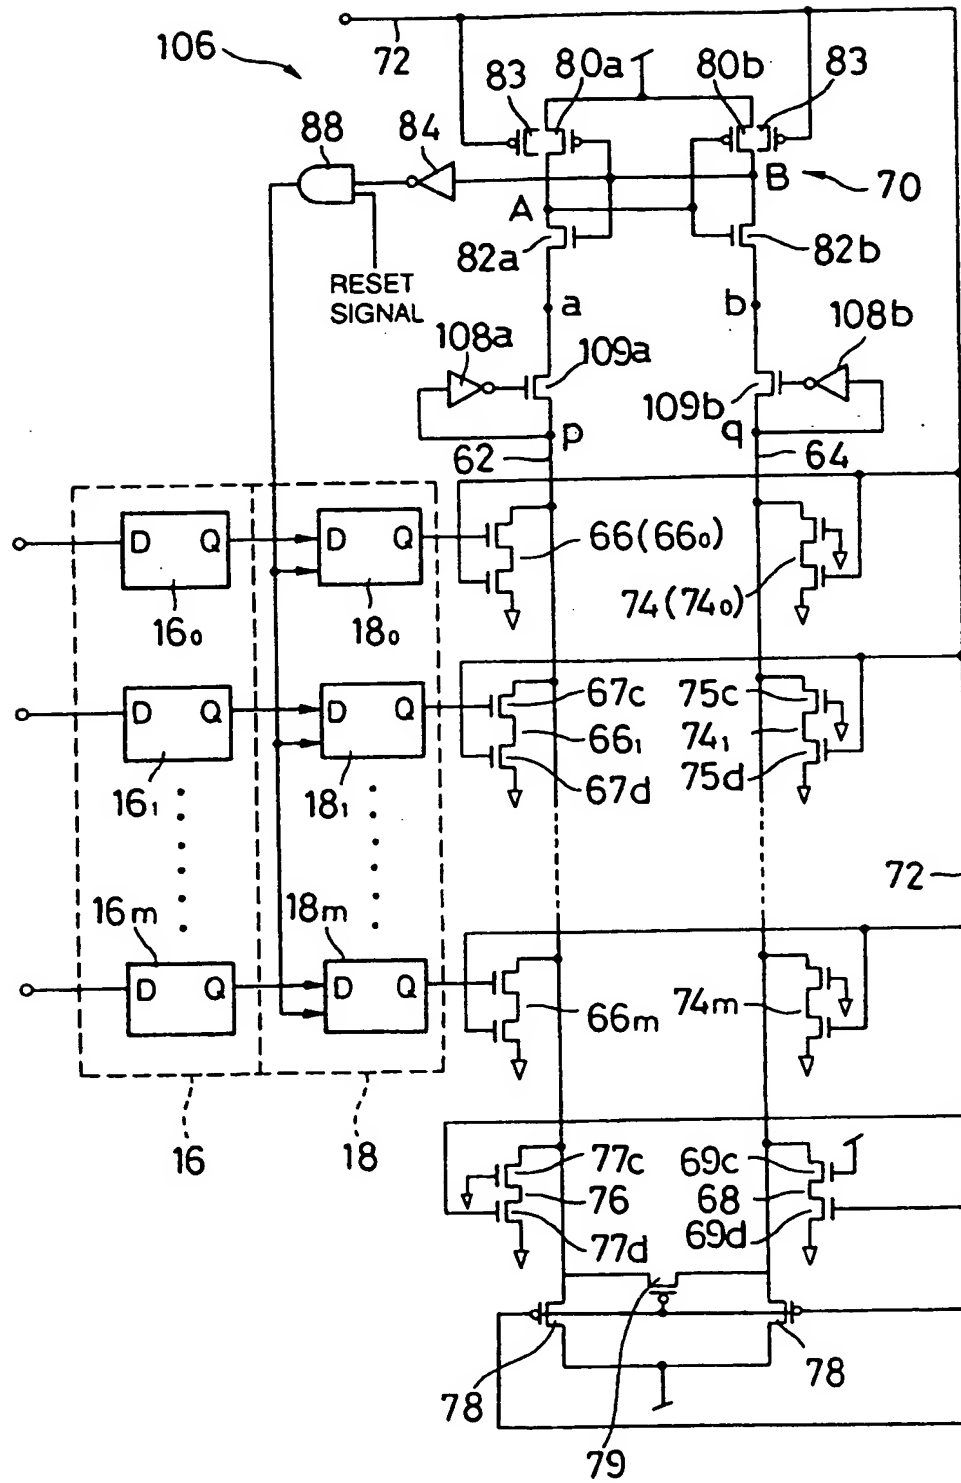 106
72
83
80a
80b
83
88
84
B
70
A
82a
82b
RESET
SIGNAL
a
b
108a
109a
108b
109b
p
q
62
64
D Q
D Q
66 (66₀)
74 (74₀)
16₀
18₀
D Q
D Q
67c
75c
66₁
74₁
67d
75d
16₁
18₁
72
16m
18m
D Q
D Q
66m
74m
16
18
77c
69c
76
68
77d
69d
78
78
79